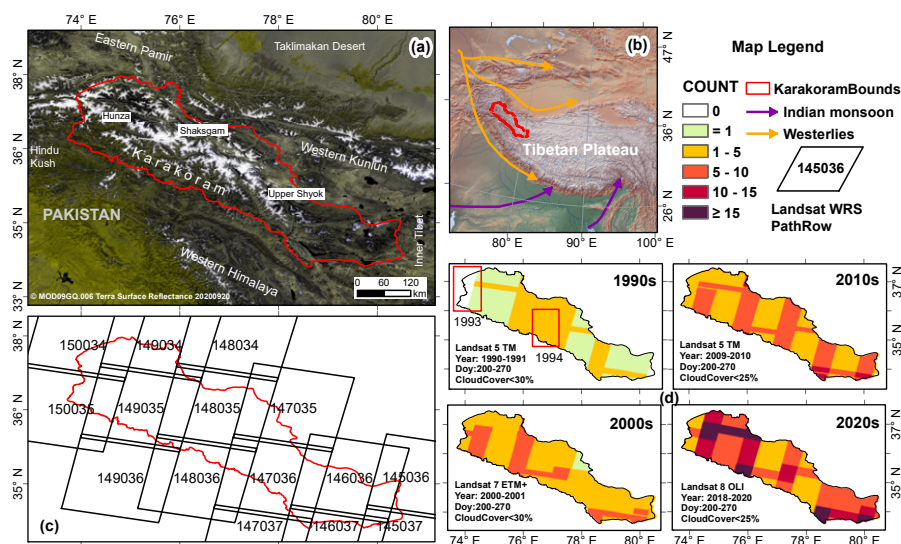 74° E 76° E 78° E 80° E
38° N
36° N
35° N
33° N
(a)
Eastern Pamir
Taklimakan Desert
Hunza
Shaksgam
Western Kunlun
Hindu
Kush
Karakoram
Upper Shyok
PAKISTAN
Inner Tibet
Western Himalaya
0 60 120
km
© MOD09GQ.006 Terra Surface Reflectance 20200920
(b)
47° N
36° N
26° N
Tibetan Plateau
80° E 90° E 100° E
Map Legend
COUNT
0
= 1
1 - 5
5 - 10
10 - 15
≥ 15
KarakoramBounds
Indian monsoon
Westerlies
145036
Landsat WRS
PathRow
38° N
36° N
35° N
150034 149034 148034
150035 149035 148035 147035
149036 148036 147036 146036 145036
147037 146037 145037
(c)
1990s
1993
1994
Landsat 5 TM
Year: 1990-1991
Doy:200-270
CloudCover<30%
2010s
Landsat 5 TM
Year: 2009-2010
Doy:200-270
CloudCover<25%
37° N
35° N
(d)
2000s
Landsat 7 ETM+
Year: 2000-2001
Doy:200-270
CloudCover<30%
2020s
Landsat 8 OLI
Year: 2018-2020
Doy:200-270
CloudCover<25%
37° N
35° N
74° E 76° E 78° E 80° E
74° E 76° E 78° E 80° E